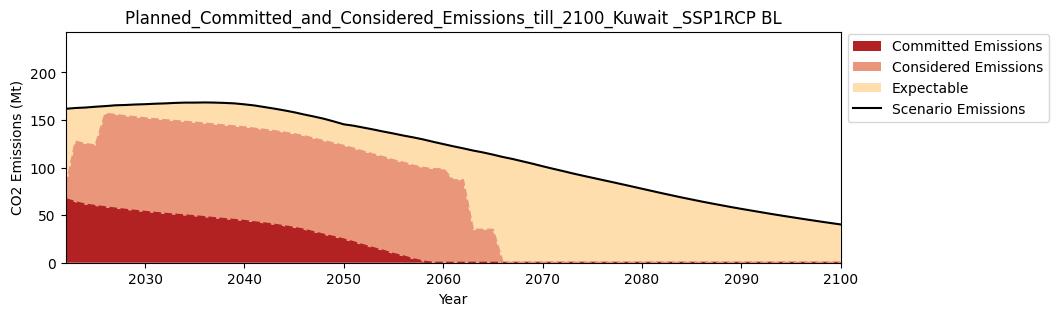 Planned_Committed_and_Considered_Emissions_till_2100_Kuwait _SSP1RCP BL
CO2 Emissions (Mt)
200
150
100
50
0
2030 2040 2050 2060 2070 2080 2090 2100
Year
Committed Emissions
Considered Emissions
Expectable
Scenario Emissions